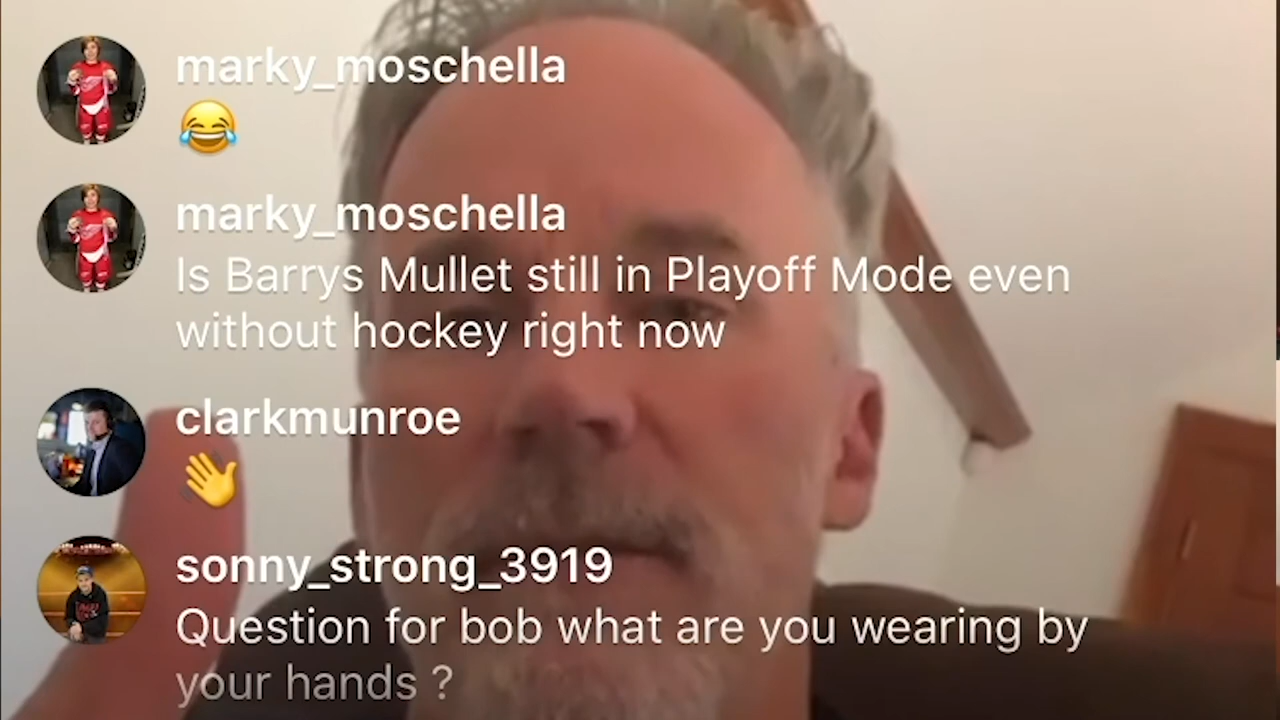 marky_moschella
😂
marky_moschella
Is Barrys Mullet still in Playoff Mode even
without hockey right now
clarkmunroe
👋
sonny_strong_3919
Question for bob what are you wearing by
your hands ?